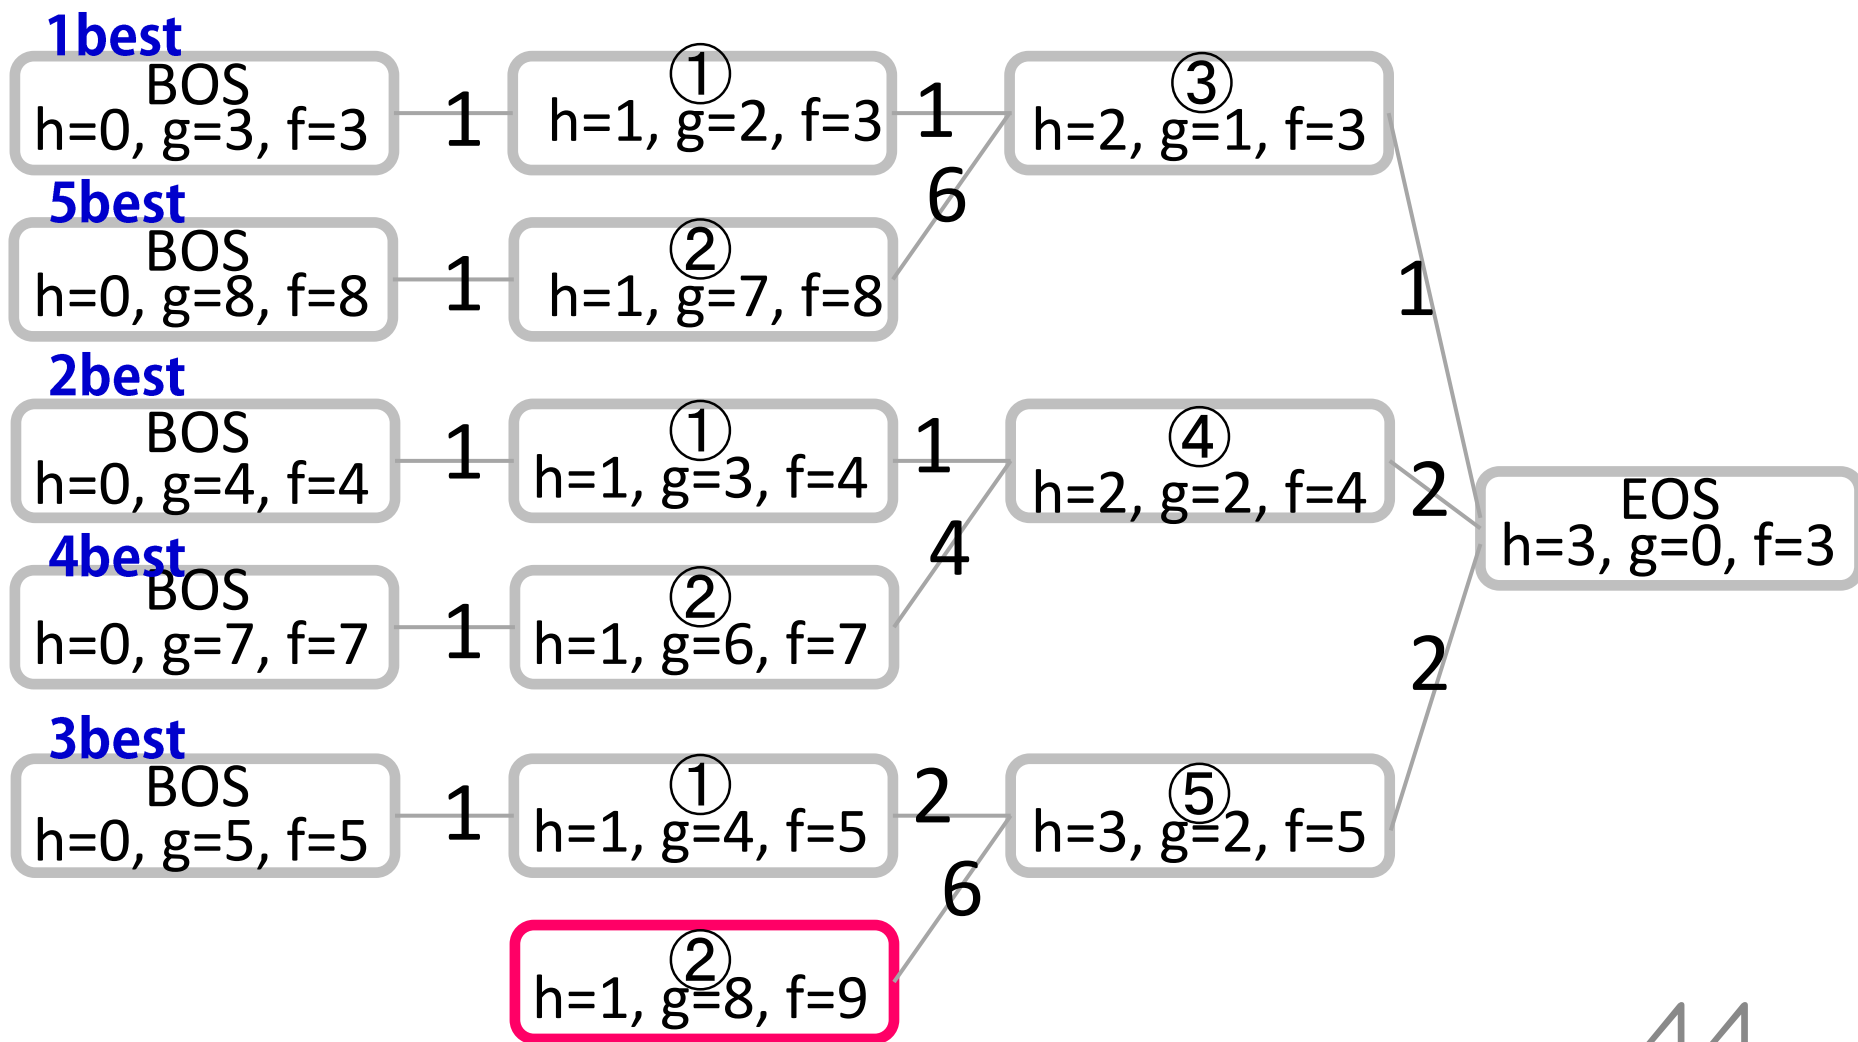 1best
BOS
h=0, g=3, f=3
1
①
h=1, g=2, f=3
1
③
h=2, g=1, f=3
6
5best
BOS
h=0, g=8, f=8
1
②
h=1, g=7, f=8
1
2best
BOS
h=0, g=4, f=4
1
①
h=1, g=3, f=4
1
④
h=2, g=2, f=4
2
EOS
h=3, g=0, f=3
4best
BOS
h=0, g=7, f=7
1
②
h=1, g=6, f=7
4
2
3best
BOS
h=0, g=5, f=5
1
①
h=1, g=4, f=5
2
⑤
h=3, g=2, f=5
6
②
h=1, g=8, f=9